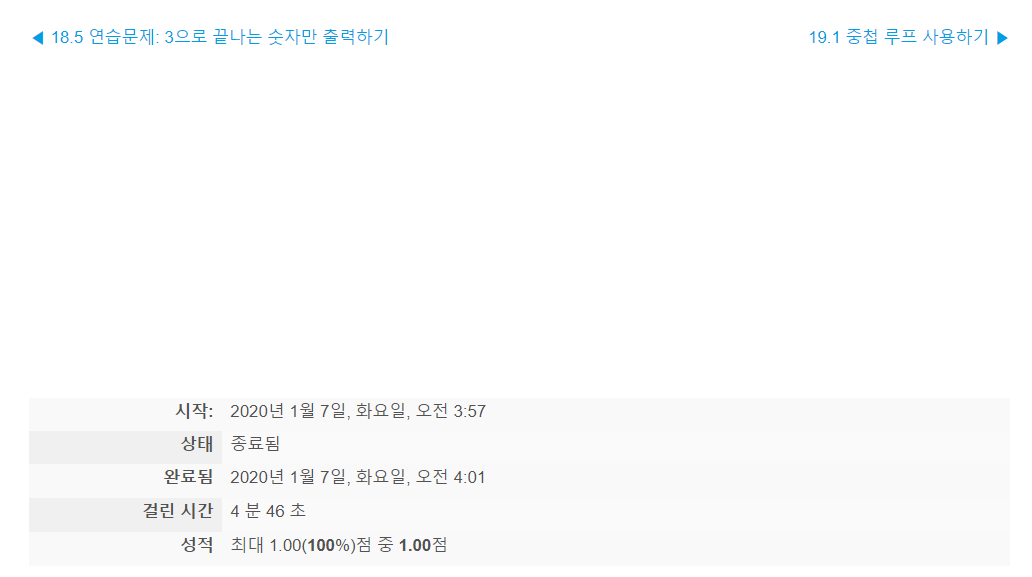 ◀ 18.5 연습문제: 3으로 끝나는 숫자만 출력하기
19.1 중첩 루프 사용하기 ▶
시작: 2020년 1월 7일, 화요일, 오전 3:57
상태 종료됨
완료됨 2020년 1월 7일, 화요일, 오전 4:01
걸린 시간 4 분 46 초
성적 최대 1.00(100%)점 중 1.00점